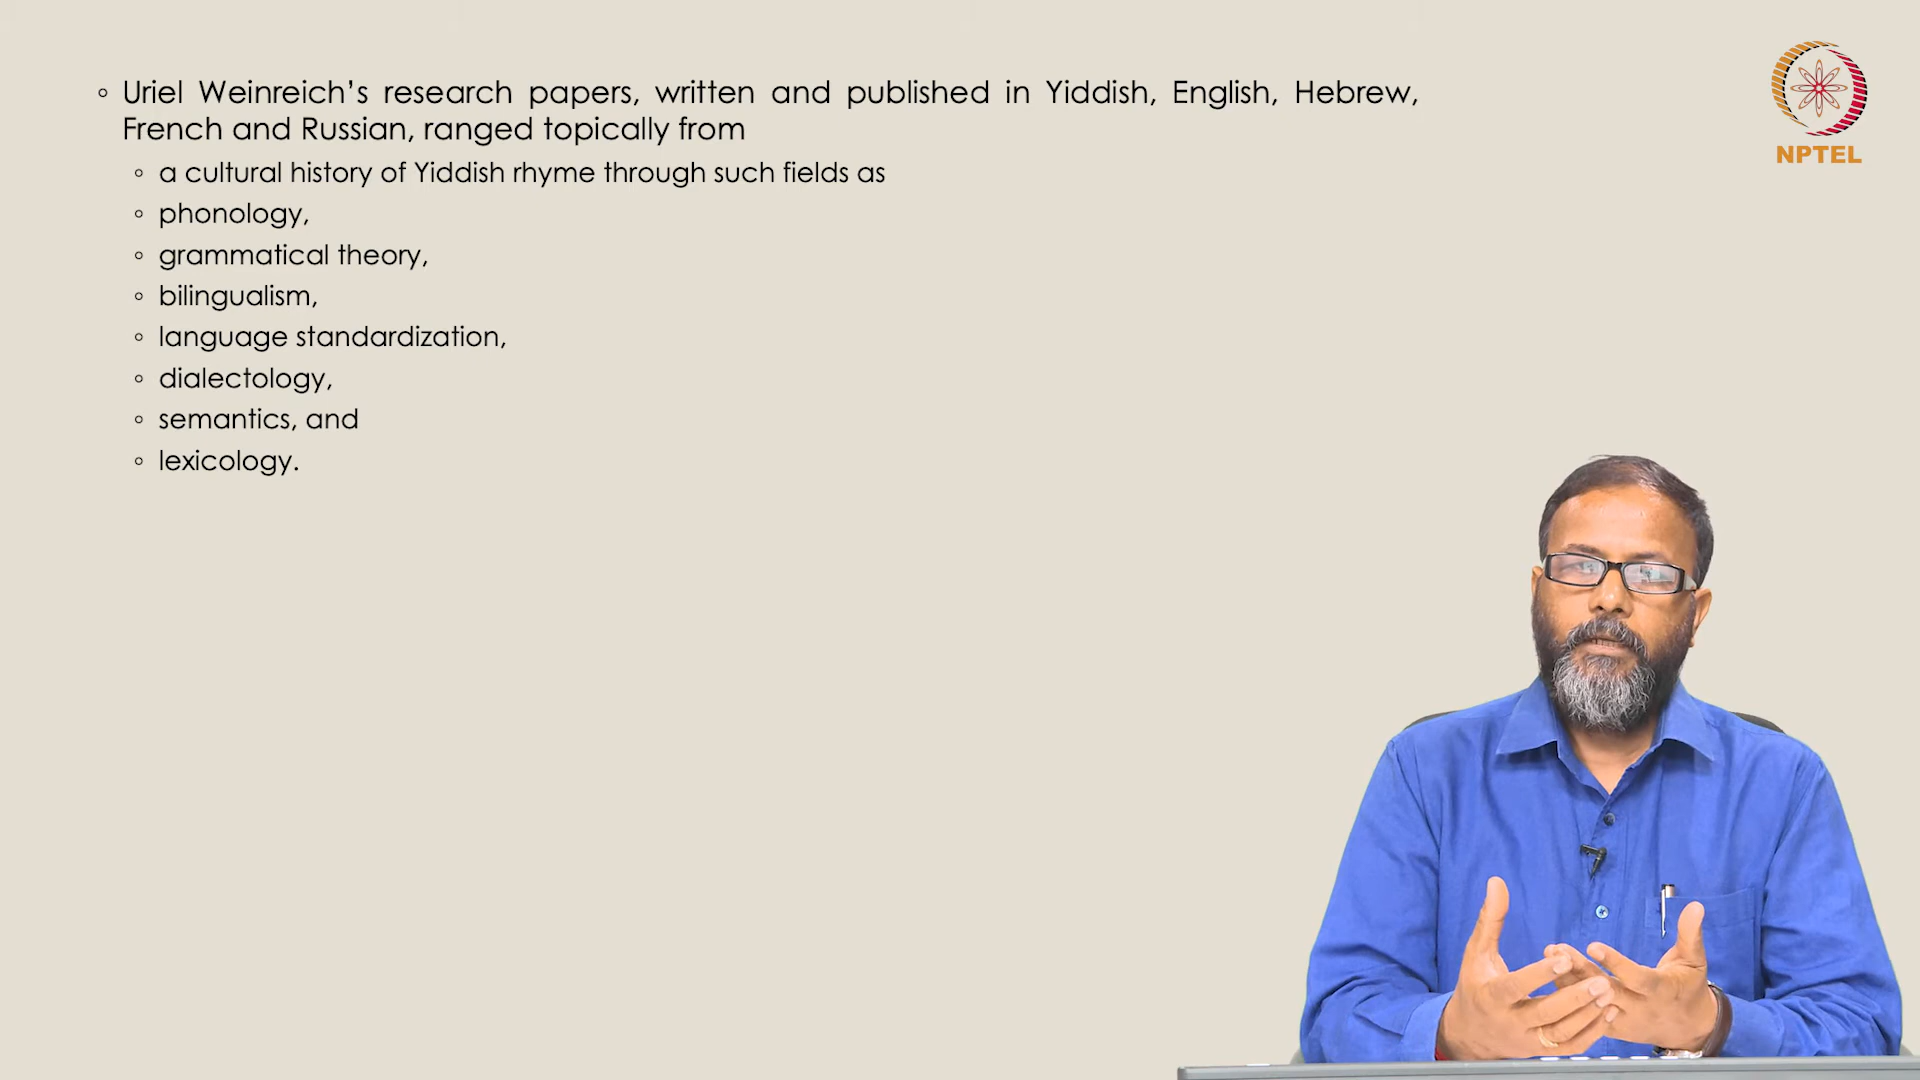 ◦ Uriel Weinreich’s research papers, written and published in Yiddish, English, Hebrew,
French and Russian, ranged topically from
◦ a cultural history of Yiddish rhyme through such fields as
◦ phonology,
◦ grammatical theory,
◦ bilingualism,
◦ language standardization,
◦ dialectology,
◦ semantics, and
◦ lexicology.
NPTEL